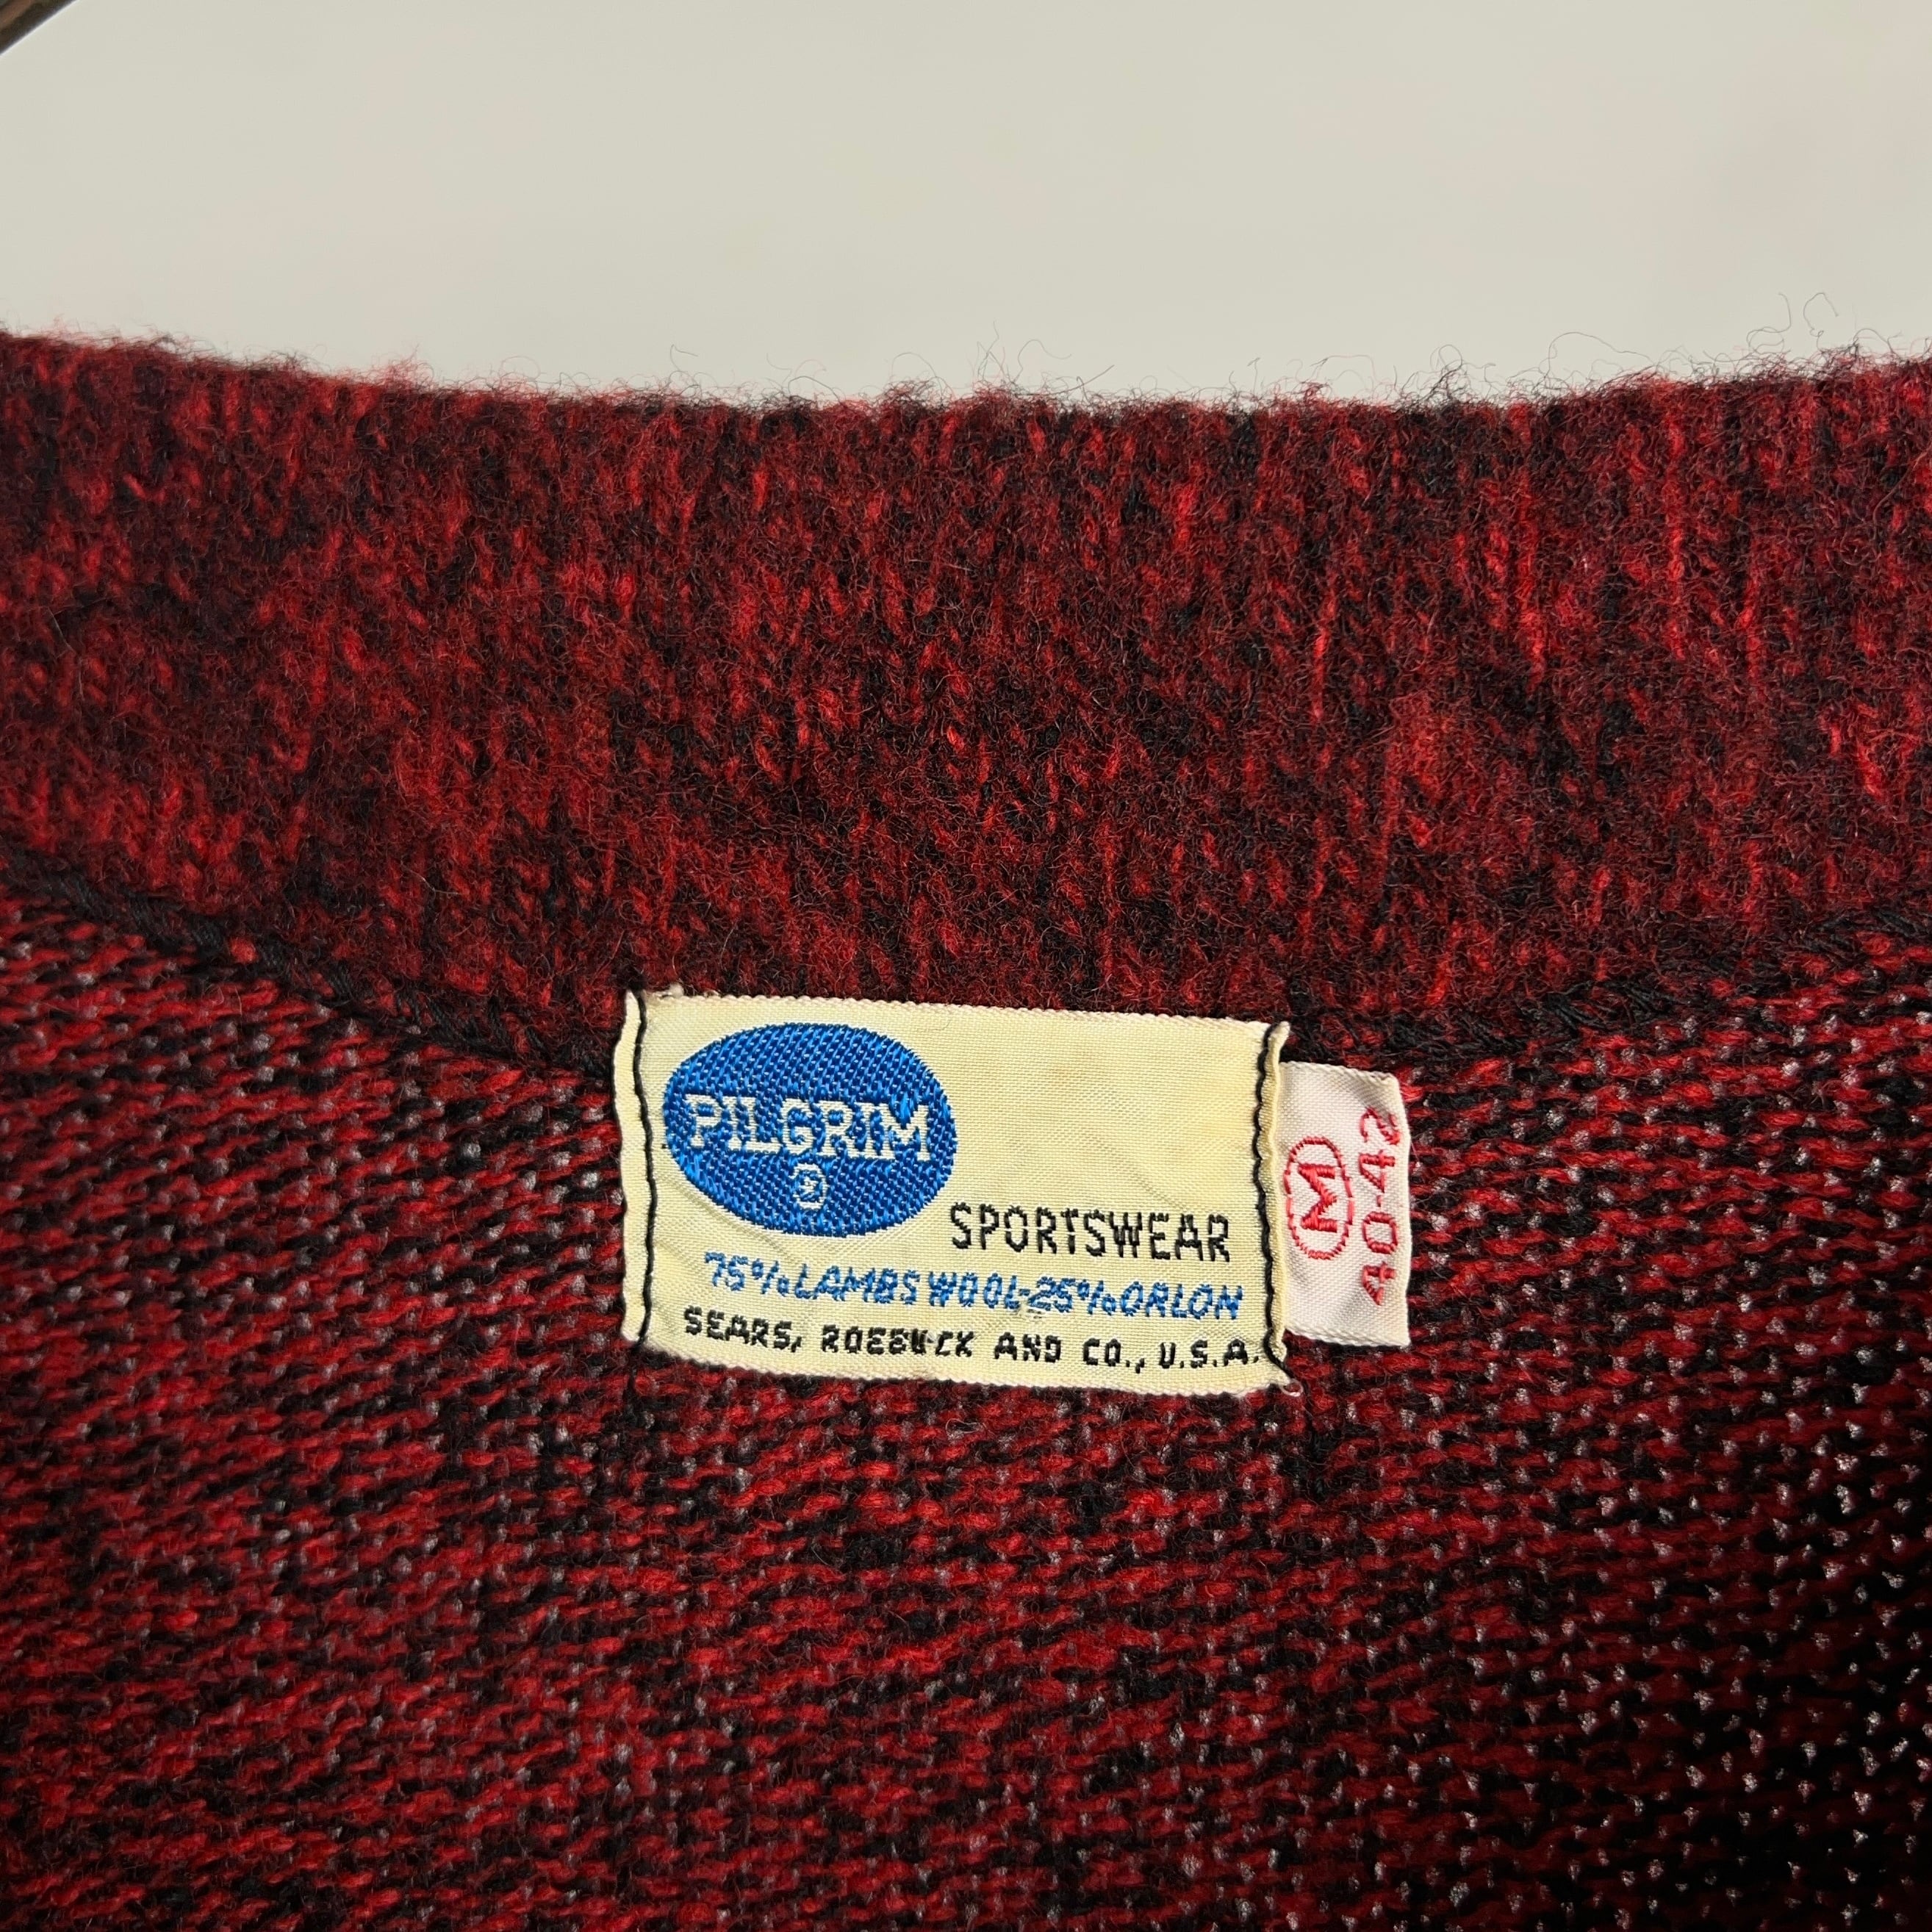 PILGRIM
®
SPORTSWEAR
75% LAMBS WOOL-25% ORLON
SEARS, ROEBUCK AND CO., U.S.A.
M
40-42